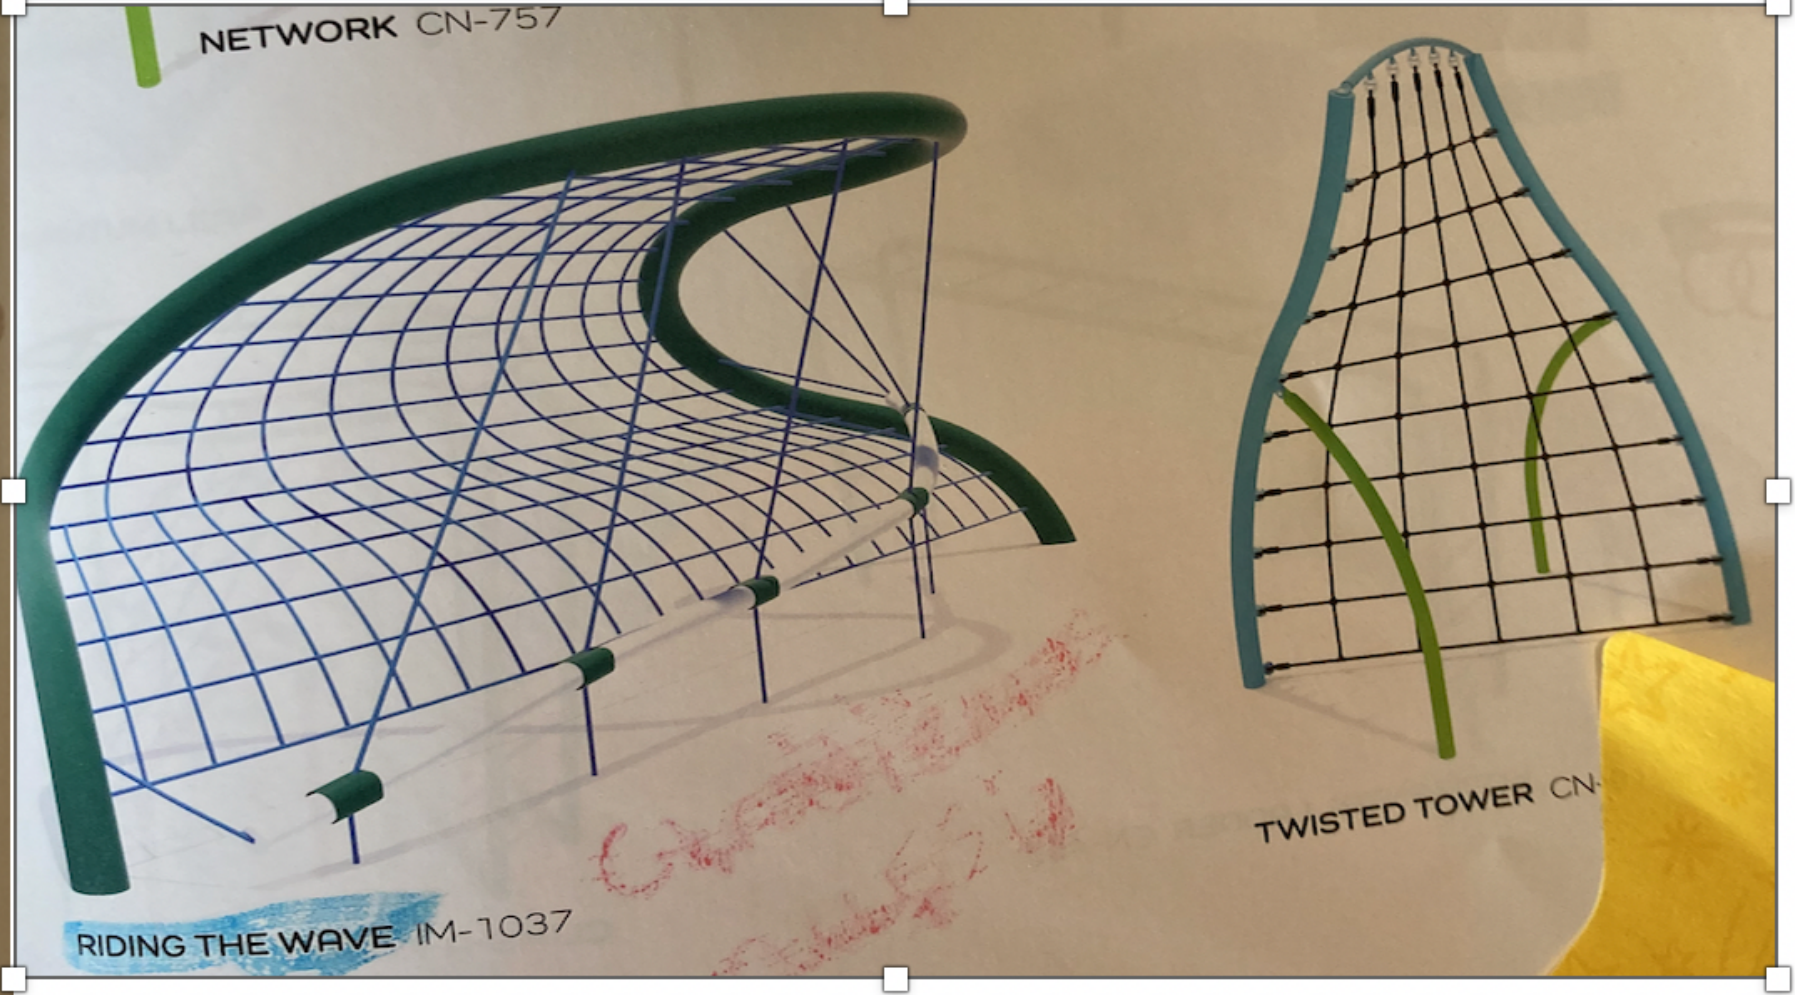 NETWORK CN-757
TWISTED TOWER CN-
RIDING THE WAVE IM-1037